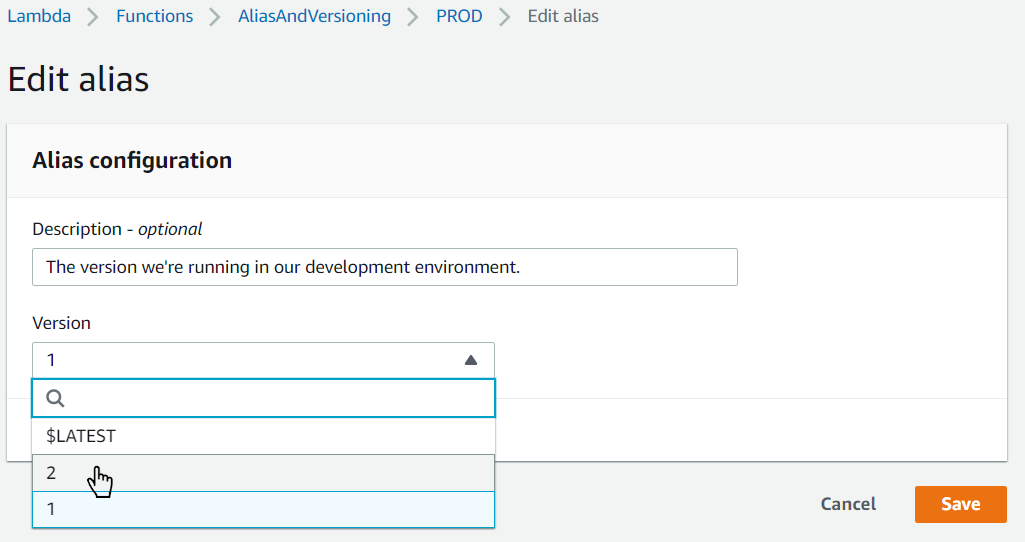 Lambda > Functions > AliasAndVersioning > PROD > Edit alias
Edit alias
Alias configuration
Description - optional
The version we're running in our development environment.
Version
1
$LATEST
2
1
Cancel Save